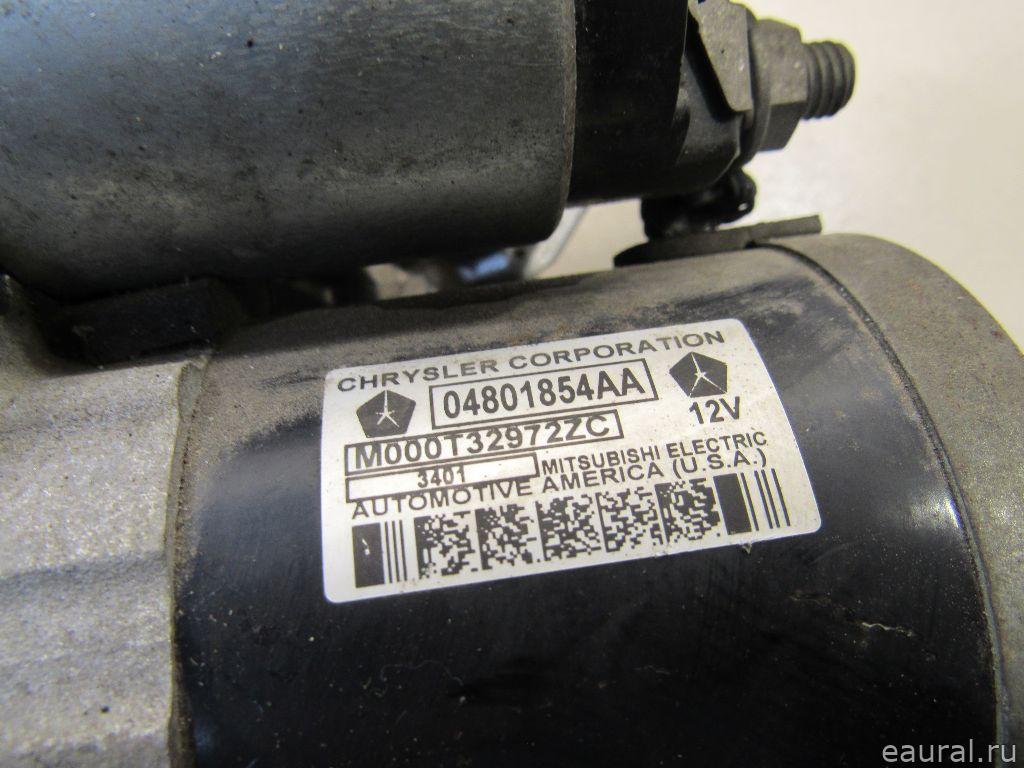 CHRYSLER CORPORATION
04801854AA
12V
M000T32972ZC
3401
MITSUBISHI ELECTRIC
AUTOMOTIVE AMERICA (U.S.A.)
eaural.ru